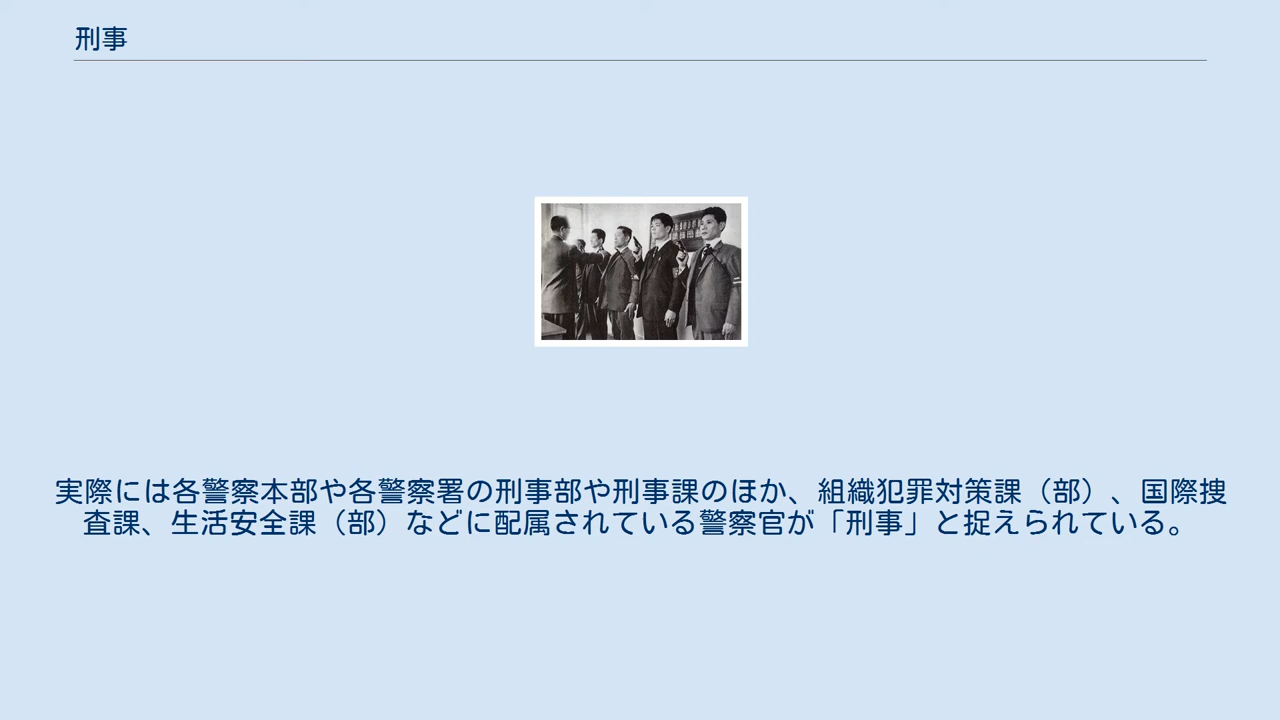 刑事
実際には各警察本部や各警察署の刑事部や刑事課のほか、組織犯罪対策課（部）、国際捜
査課、生活安全課（部）などに配属されている警察官が「刑事」と捉えられている。